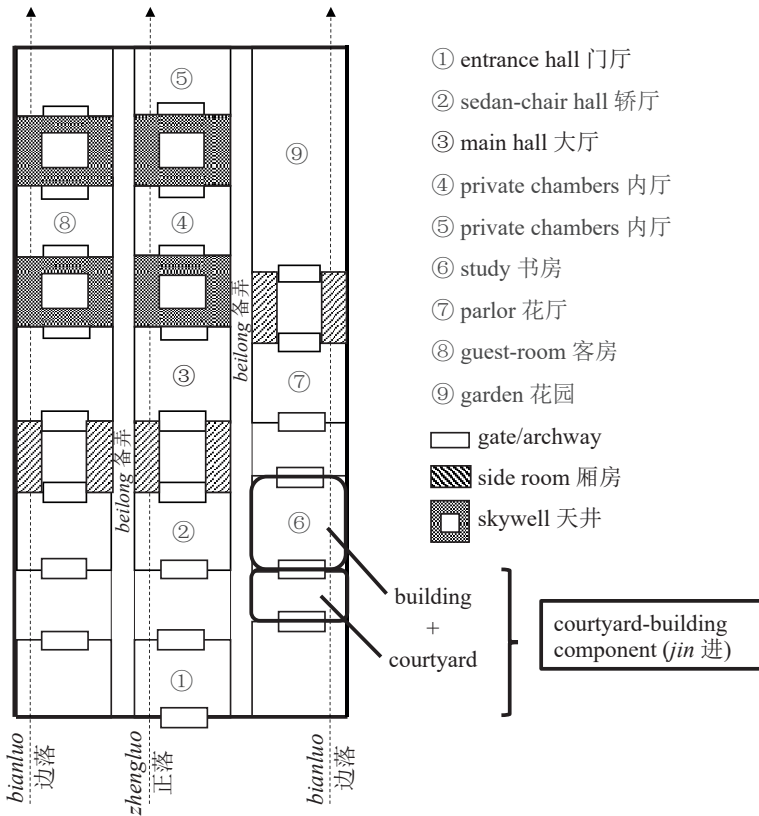 ⑤
⑨
⑧
④
beilong 备弄
③
⑦
beilong 备弄
②
⑥
①
bianluo 边落
zhengluo 正落
bianluo 边落
① entrance hall 门厅
② sedan-chair hall 轿厅
③ main hall 大厅
④ private chambers 内厅
⑤ private chambers 内厅
⑥ study 书房
⑦ parlor 花厅
⑧ guest-room 客房
⑨ garden 花园
gate/archway
side room 厢房
skywell 天井
building
+
courtyard
courtyard-building
component (jin 进)